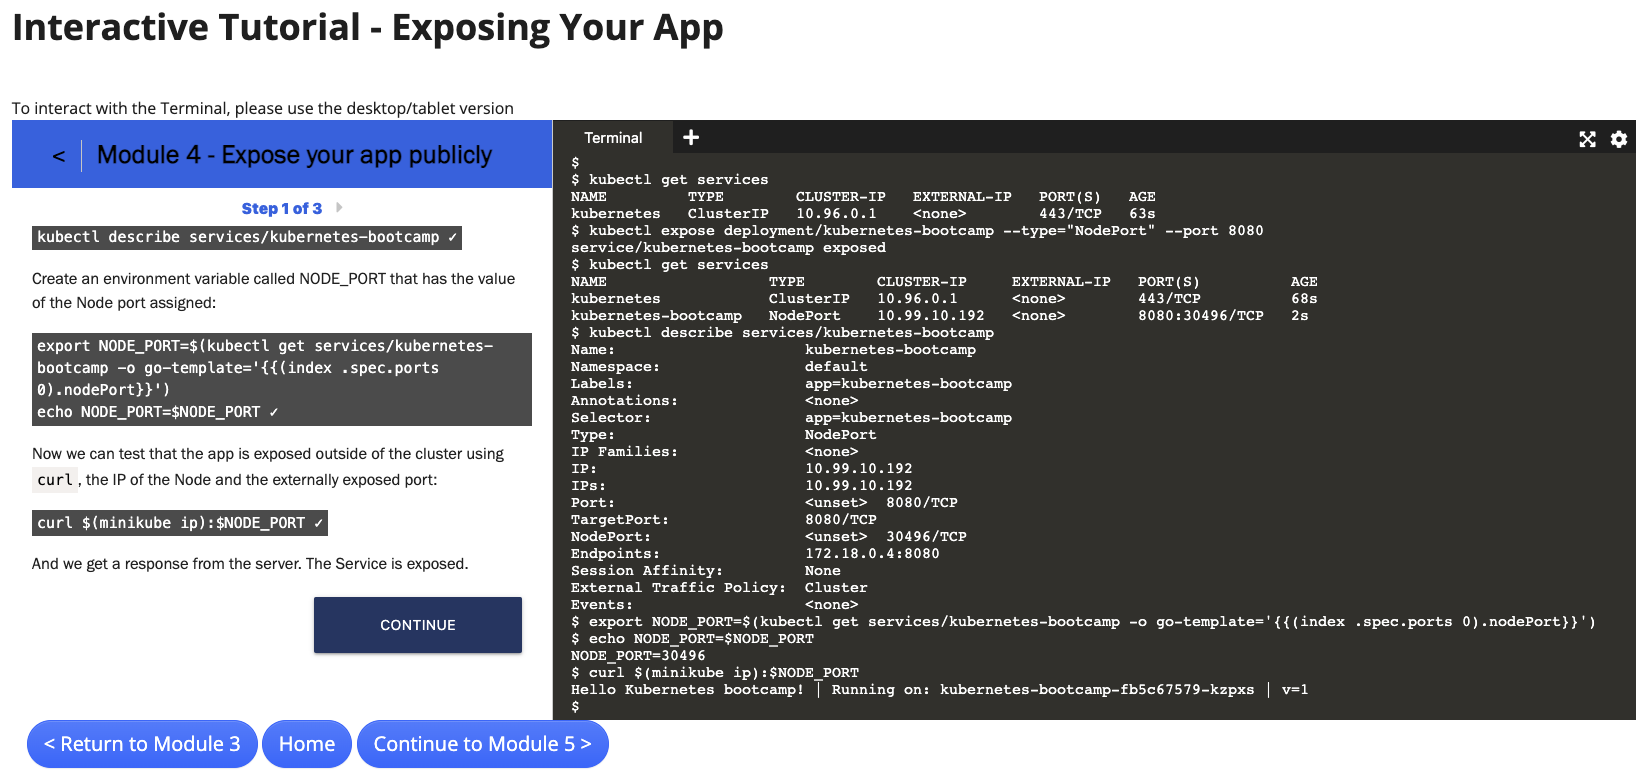 Interactive Tutorial - Exposing Your App
To interact with the Terminal, please use the desktop/tablet version
< Module 4 - Expose your app publicly
Step 1 of 3
kubectl describe services/kubernetes-bootcamp ✓
Create an environment variable called NODE_PORT that has the value
of the Node port assigned:
export NODE_PORT=$(kubectl get services/kubernetes-
bootcamp -o go-template='{{(index .spec.ports
0).nodePort}}')
echo NODE_PORT=$NODE_PORT ✓
Now we can test that the app is exposed outside of the cluster using
curl, the IP of the Node and the externally exposed port:
curl $(minikube ip):$NODE_PORT ✓
And we get a response from the server. The Service is exposed.
CONTINUE
Terminal +
$
$ kubectl get services
NAME TYPE CLUSTER-IP EXTERNAL-IP PORT(S) AGE
kubernetes ClusterIP 10.96.0.1 <none> 443/TCP 63s
$ kubectl expose deployment/kubernetes-bootcamp --type="NodePort" --port 8080
service/kubernetes-bootcamp exposed
$ kubectl get services
NAME TYPE CLUSTER-IP EXTERNAL-IP PORT(S) AGE
kubernetes ClusterIP 10.96.0.1 <none> 443/TCP 68s
kubernetes-bootcamp NodePort 10.99.10.192 <none> 8080:30496/TCP 2s
$ kubectl describe services/kubernetes-bootcamp
Name: kubernetes-bootcamp
Namespace: default
Labels: app=kubernetes-bootcamp
Annotations: <none>
Selector: app=kubernetes-bootcamp
Type: NodePort
IP Families: <none>
IP: 10.99.10.192
IPs: 10.99.10.192
Port: <unset> 8080/TCP
TargetPort: 8080/TCP
NodePort: <unset> 30496/TCP
Endpoints: 172.18.0.4:8080
Session Affinity: None
External Traffic Policy: Cluster
Events: <none>
$ export NODE_PORT=$(kubectl get services/kubernetes-bootcamp -o go-template='{{(index .spec.ports 0).nodePort}}')
$ echo NODE_PORT=$NODE_PORT
NODE_PORT=30496
$ curl $(minikube ip):$NODE_PORT
Hello Kubernetes bootcamp! | Running on: kubernetes-bootcamp-fb5c67579-kzpxs | v=1
$
< Return to Module 3 Home Continue to Module 5 >